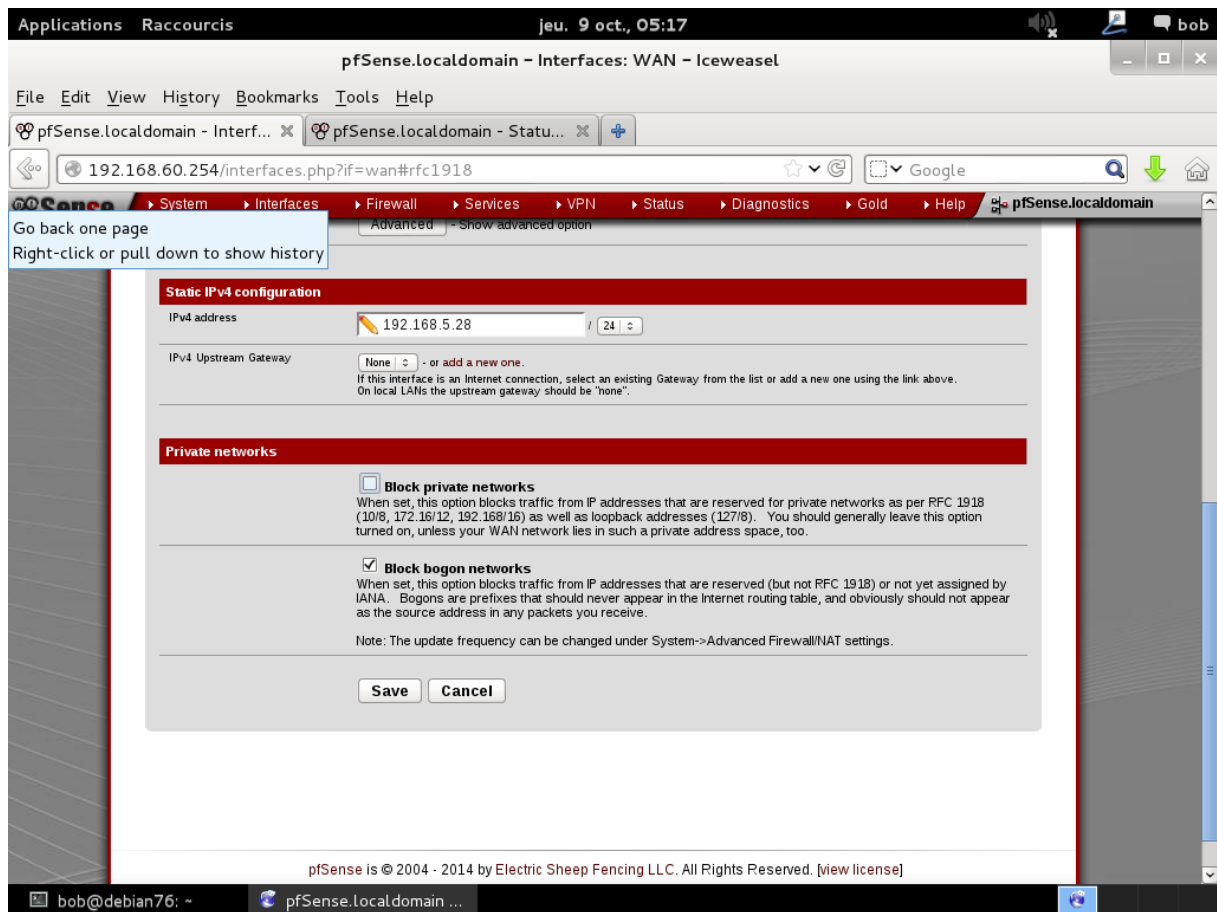 Applications Raccourcis jeu. 9 oct., 05:17 bob
pfSense.localdomain – Interfaces: WAN – Iceweasel
File Edit View History Bookmarks Tools Help
pfSense.localdomain - Interf... pfSense.localdomain - Statu...
192.168.60.254/interfaces.php?if=wan#rfc1918 Google
Sense System Interfaces Firewall Services VPN Status Diagnostics Gold Help pfSense.localdomain
Go back one page
Right-click or pull down to show history
Advanced - Show advanced option
Static IPv4 configuration
IPv4 address 192.168.5.28 / 24
IPv4 Upstream Gateway None - or add a new one.
If this interface is an Internet connection, select an existing Gateway from the list or add a new one using the link above.
On local LANs the upstream gateway should be "none".
Private networks
Block private networks
When set, this option blocks traffic from IP addresses that are reserved for private networks as per RFC 1918
(10/8, 172.16/12, 192.168/16) as well as loopback addresses (127/8). You should generally leave this option
turned on, unless your WAN network lies in such a private address space, too.
Block bogon networks
When set, this option blocks traffic from IP addresses that are reserved (but not RFC 1918) or not yet assigned by
IANA. Bogons are prefixes that should never appear in the Internet routing table, and obviously should not appear
as the source address in any packets you receive.
Note: The update frequency can be changed under System->Advanced Firewall/NAT settings.
Save Cancel
pfSense is © 2004 - 2014 by Electric Sheep Fencing LLC. All Rights Reserved. [view license]
bob@debian76: ~ pfSense.localdomain ...